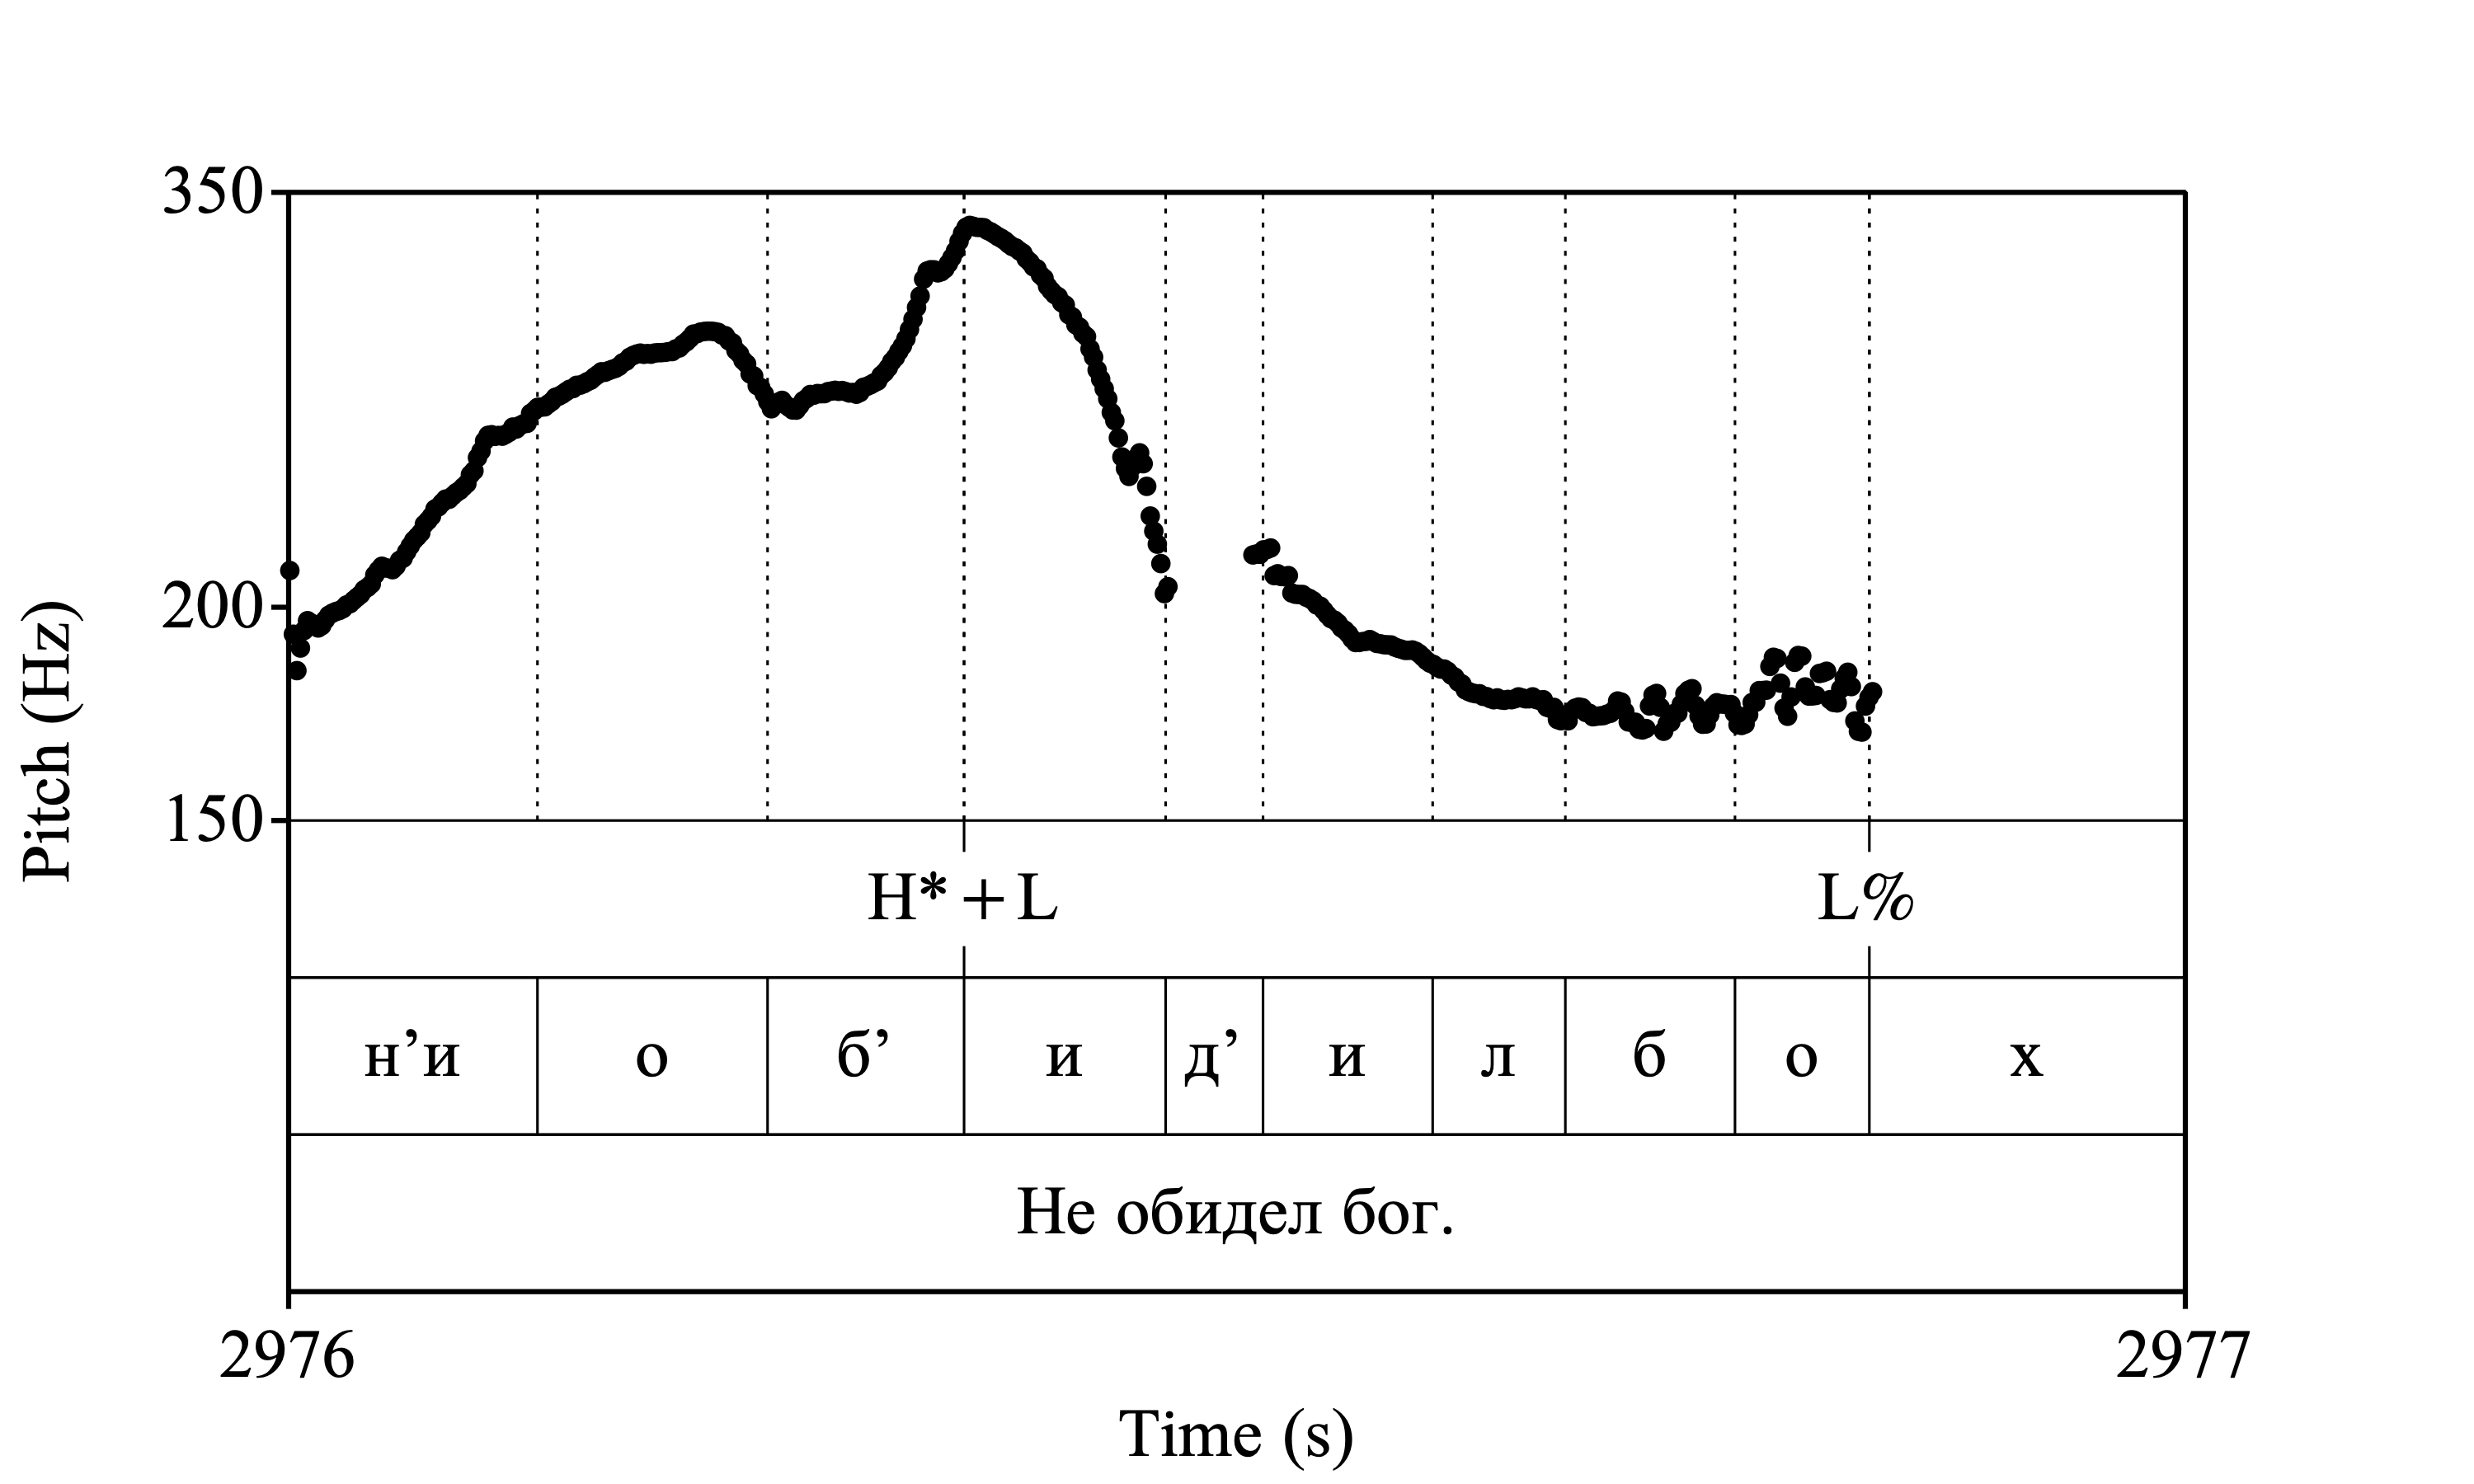 350
200
150
Pitch (Hz)
H*+L L%
н’и о б’ и д’ и л б о х
Не обидел бог.
2976 2977
Time (s)